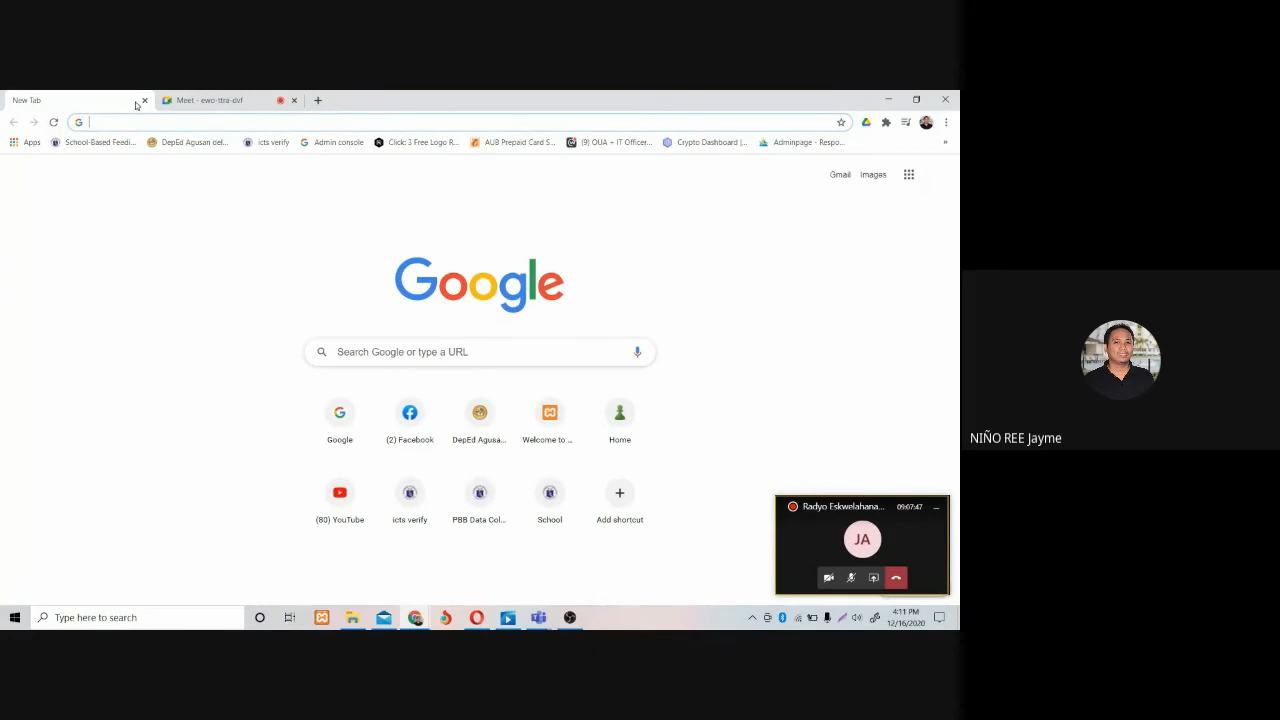 New Tab
Meet - ewo-ttra-dvf
Apps
School-Based Feedi...
DepEd Agusan del...
icts verify
Admin console
Click: 3 Free Logo R...
AUB Prepaid Card S...
(9) OUA + IT Officer...
Crypto Dashboard |...
Adminpage - Respo...
»
Gmail
Images
Google
Search Google or type a URL
Google
(2) Facebook
DepEd Agusa...
Welcome to ...
Home
(80) YouTube
icts verify
PBB Data Col...
School
Add shortcut
Radyo Eskwelahana...
09:07:47
JA
NIÑO REE Jayme
Type here to search
4:11 PM
12/16/2020